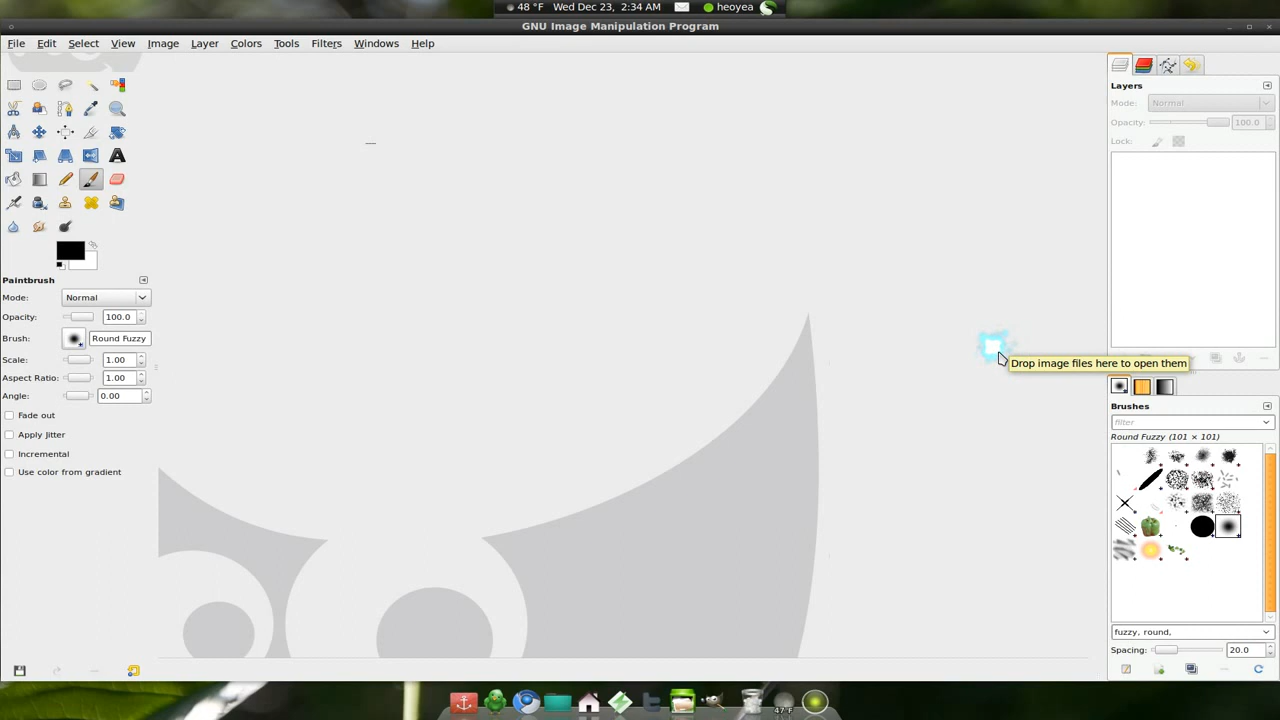 48 °F Wed Dec 23, 2:34 AM heoyea
GNU Image Manipulation Program
File Edit Select View Image Layer Colors Tools Filters Windows Help
Layers
Mode: Normal
Opacity: 100.0
Lock:
Paintbrush
Mode: Normal
Opacity: 100.0
Brush: Round Fuzzy
Scale: 1.00
Aspect Ratio: 1.00
Angle: 0.00
Fade out
Apply Jitter
Incremental
Use color from gradient
Drop image files here to open them
Brushes
filter
Round Fuzzy (101 × 101)
fuzzy, round,
Spacing: 20.0
47 °F